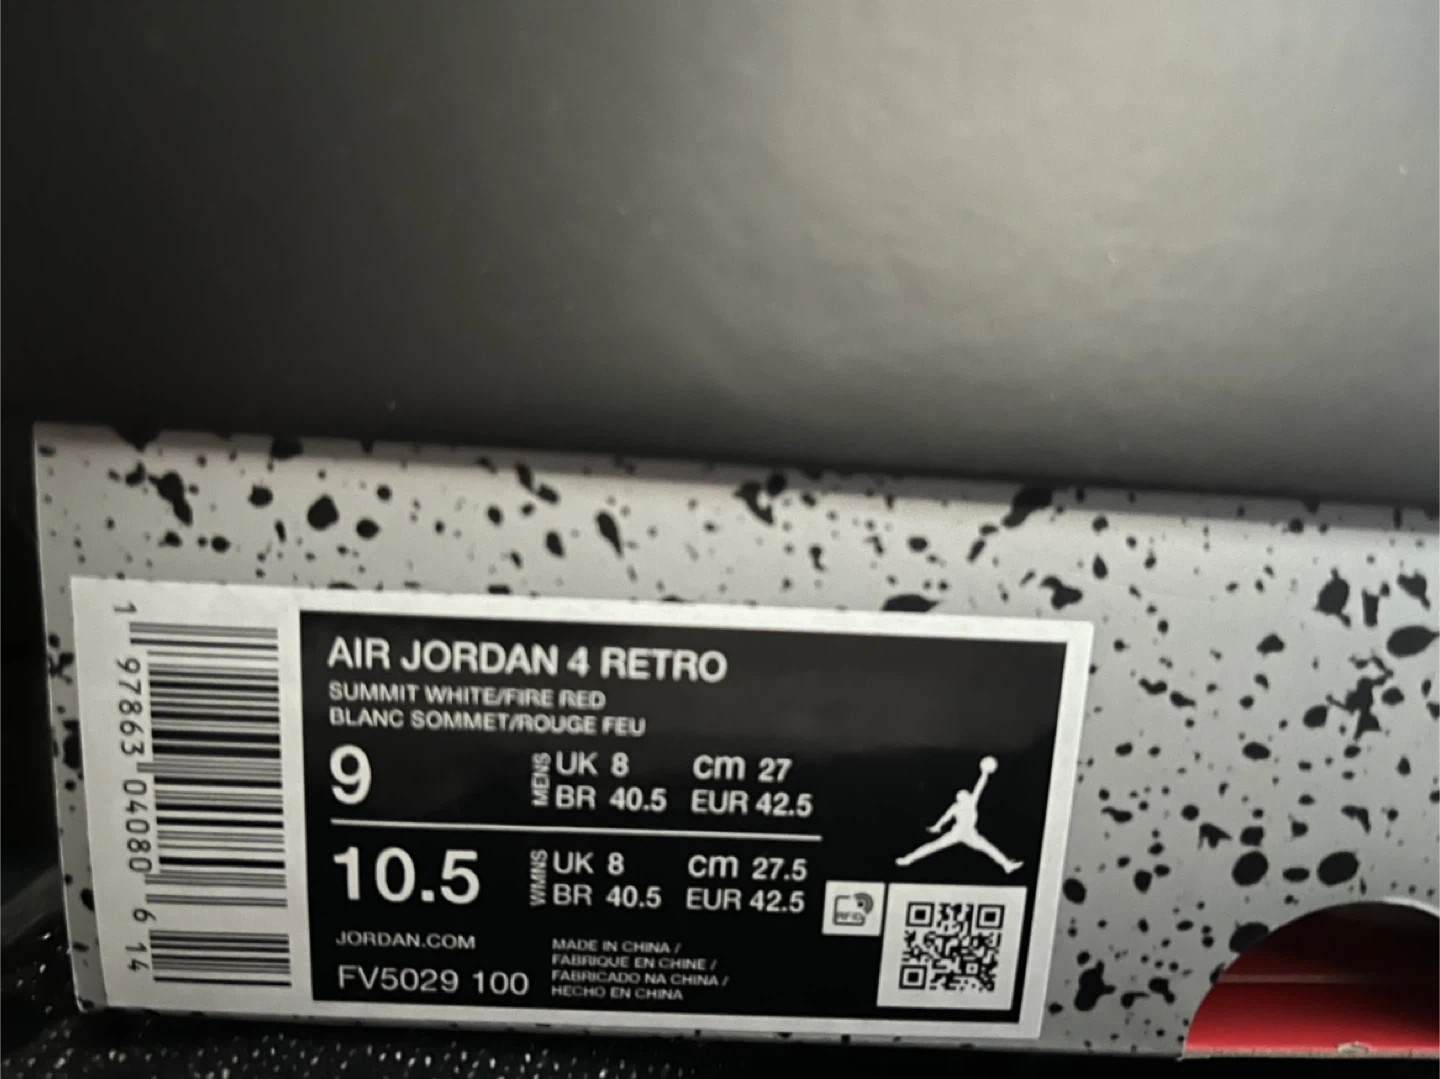 AIR JORDAN 4 RETRO
SUMMIT WHITE/FIRE RED
BLANC SOMMET/ROUGE FEU
9 MENS UK 8 cm 27
BR 40.5 EUR 42.5
10.5 WMNS UK 8 cm 27.5
BR 40.5 EUR 42.5
RFID
JORDAN.COM
FV5029 100
MADE IN CHINA /
FABRIQUE EN CHINE /
FABRICADO NA CHINA /
HECHO EN CHINA
1 97863 04080 6 14